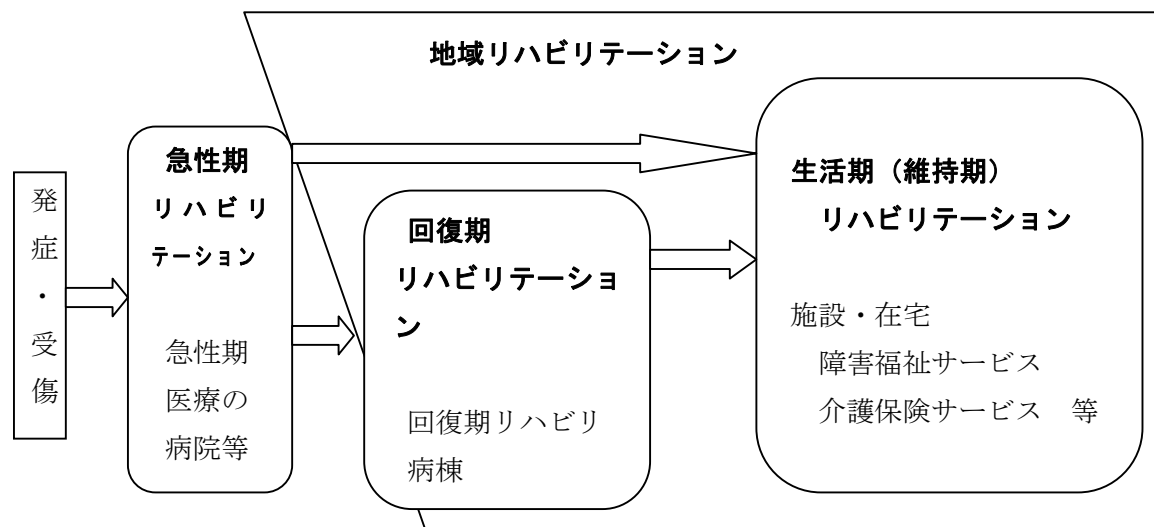 地域リハビリテーション
発症・受傷
急性期
リハビリ
テーション
急性期
医療の
病院等
回復期
リハビリテーショ
ン
回復期リハビリ
病棟
生活期（維持期）
リハビリテーション
施設・在宅
障害福祉サービス
介護保険サービス　等